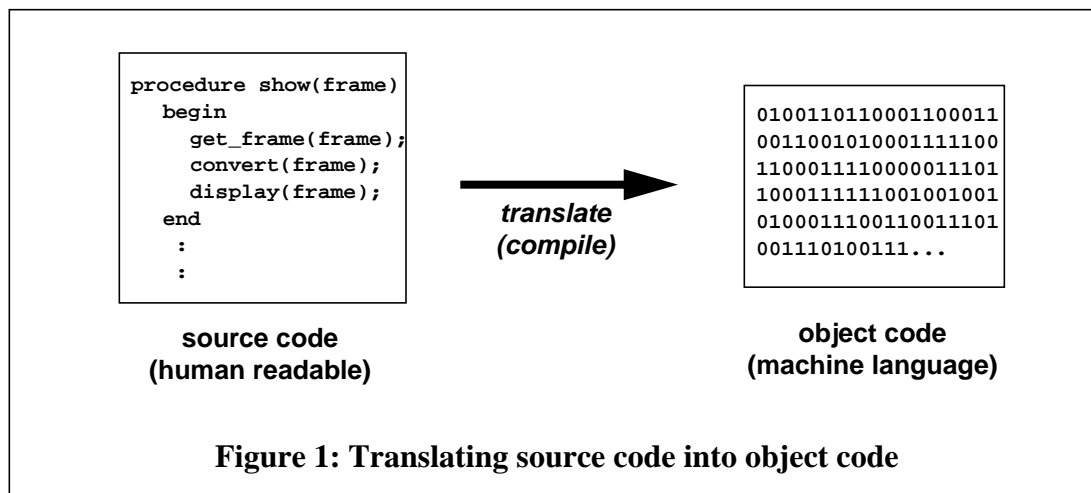 procedure show(frame)
begin
get_frame(frame);
convert(frame);
display(frame);
end
:
:
source code
(human readable)
translate
(compile)
0100110110001100011
0011001010001111100
1100011110000011101
1000111111001001001
0100011100110011101
001110100111...
object code
(machine language)
Figure 1: Translating source code into object code